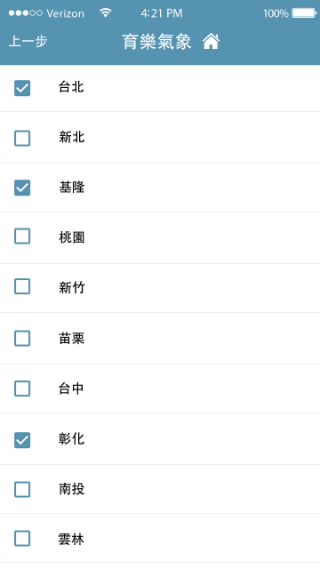 Verizon 4:21 PM 100%
上一步 育樂氣象
台北
新北
基隆
桃園
新竹
苗栗
台中
彰化
南投
雲林